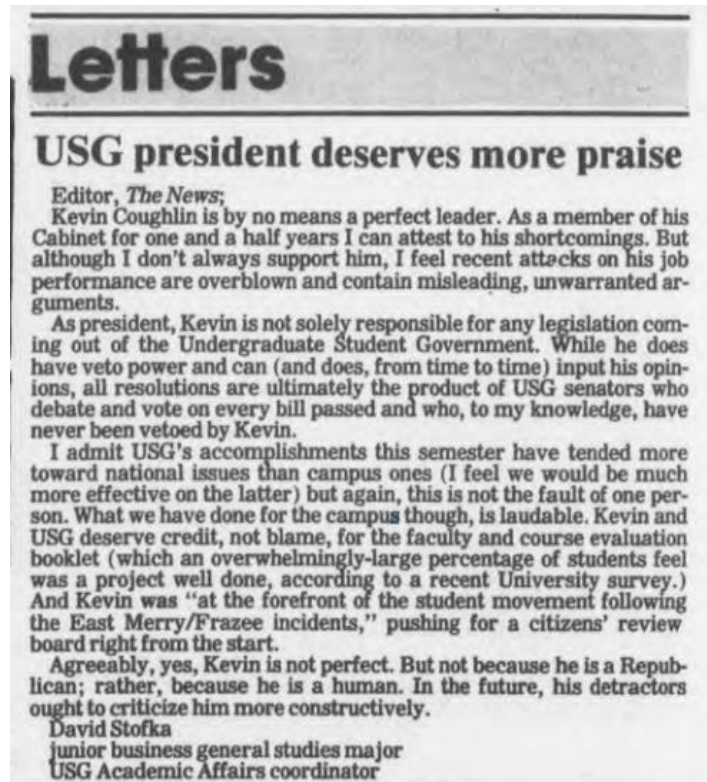 Letters
USG president deserves more praise
Editor, The News;
Kevin Coughlin is by no means a perfect leader. As a member of his
Cabinet for one and a half years I can attest to his shortcomings. But
although I don't always support him, I feel recent attacks on his job
performance are overblown and contain misleading, unwarranted ar-
guments.
As president, Kevin is not solely responsible for any legislation com-
ing out of the Undergraduate Student Government. While he does
have veto power and can (and does, from time to time) input his opin-
ions, all resolutions are ultimately the product of USG senators who
debate and vote on every bill passed and who, to my knowledge, have
never been vetoed by Kevin.
I admit USG's accomplishments this semester have tended more
toward national issues than campus ones (I feel we would be much
more effective on the latter) but again, this is not the fault of one per-
son. What we have done for the campus though, is laudable. Kevin and
USG deserve credit, not blame, for the faculty and course evaluation
booklet (which an overwhelmingly-large percentage of students feel
was a project well done, according to a recent University survey.)
And Kevin was "at the forefront of the student movement following
the East Merry/Frazee incidents," pushing for a citizens' review
board right from the start.
Agreeably, yes, Kevin is not perfect. But not because he is a Repub-
lican; rather, because he is a human. In the future, his detractors
ought to criticize him more constructively.
David Stofka
junior business general studies major
USG Academic Affairs coordinator